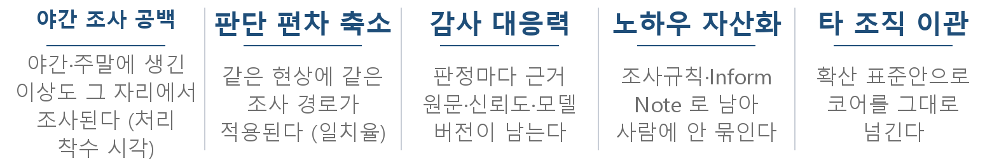 야간 조사 공백
야간·주말에 생긴
이상도 그 자리에서
조사된다 (처리
착수 시각)
판단 편차 축소
같은 현상에 같은
조사 경로가
적용된다 (일치율)
감사 대응력
판정마다 근거
원문·신뢰도·모델
버전이 남는다
노하우 자산화
조사규칙·Inform
Note 로 남아
사람에 안 묶인다
타 조직 이관
확산 표준안으로
코어를 그대로
넘긴다